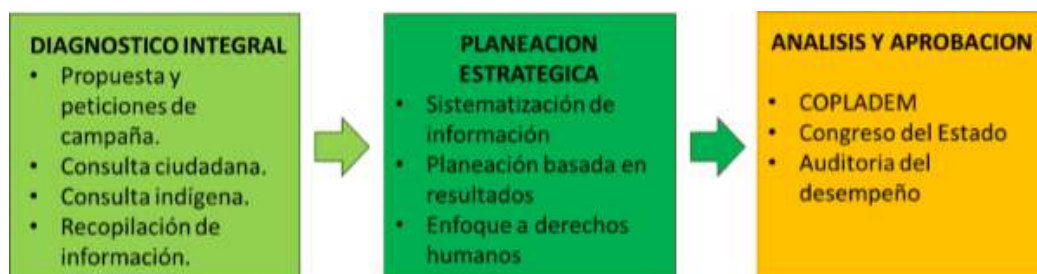 DIAGNOSTICO INTEGRAL
• Propuesta y
peticiones de
campaña.
• Consulta ciudadana.
• Consulta indígena.
• Recopilación de
información.
PLANEACION
ESTRATEGICA
• Sistematización de
información
• Planeación basada en
resultados
• Enfoque a derechos
humanos
ANALISIS Y APROBACION
• COPLADEM
• Congreso del Estado
• Auditoria del
desempeño